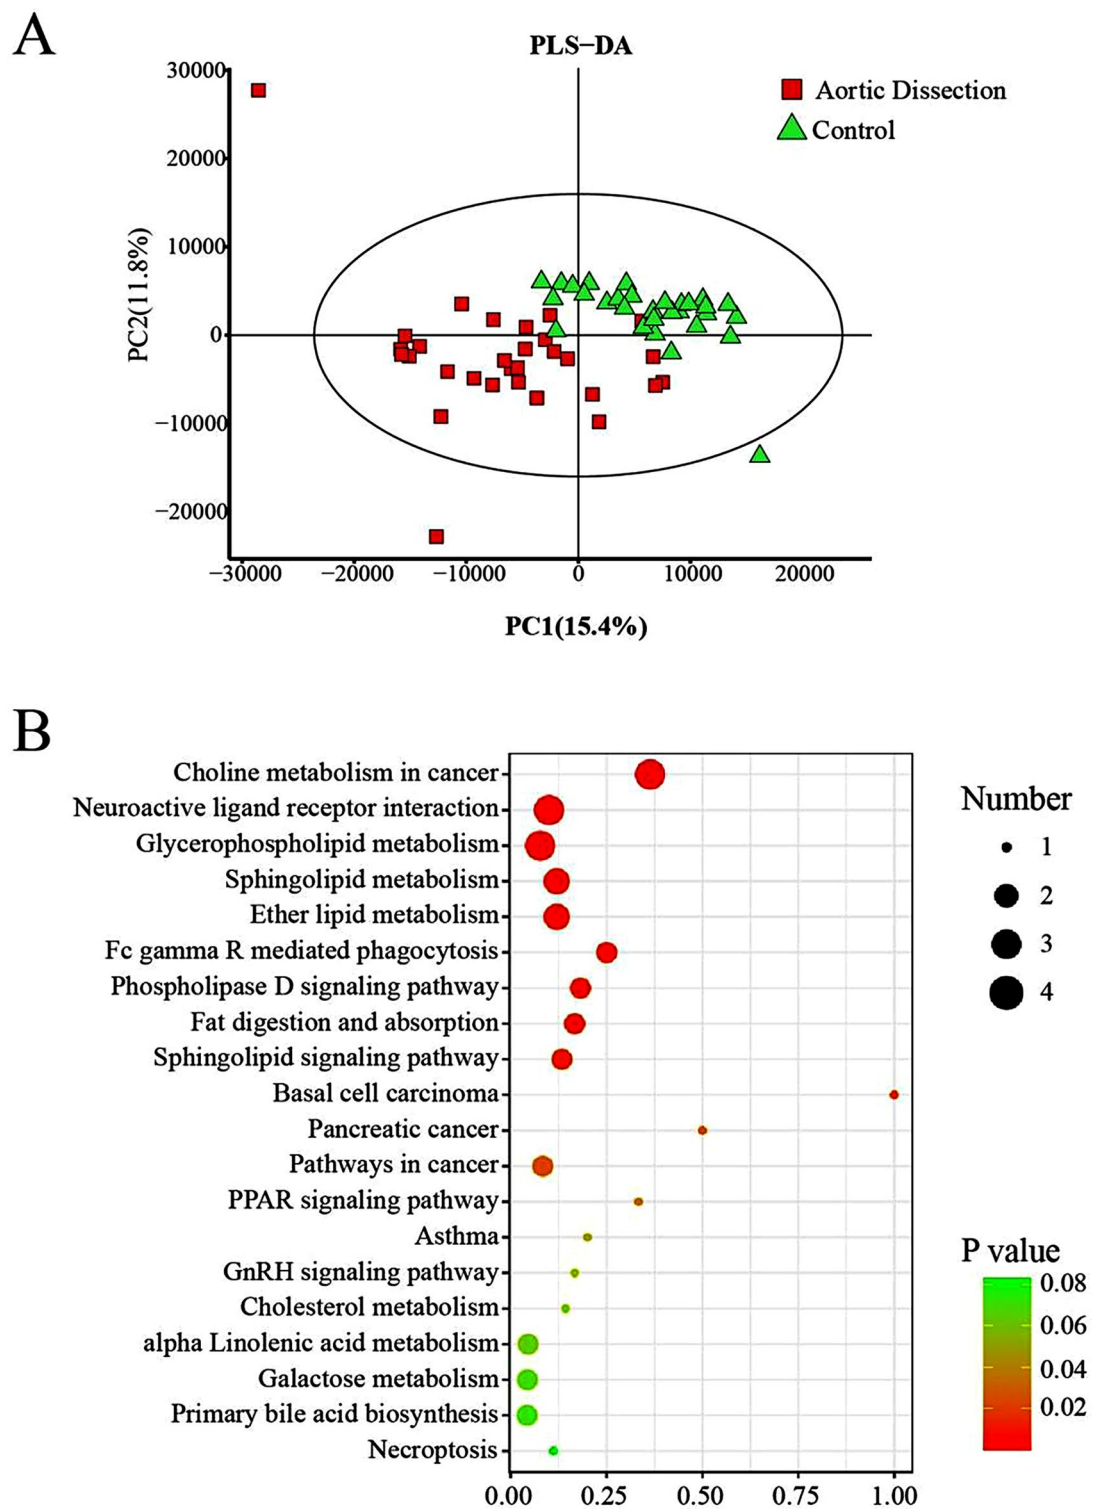 A
PLS−DA
Aortic Dissection
Control
PC2(11.8%)
30000
20000
10000
0
−10000
−20000
−30000 −20000 −10000 0 10000 20000
PC1(15.4%)
B
Choline metabolism in cancer
Neuroactive ligand receptor interaction
Glycerophospholipid metabolism
Sphingolipid metabolism
Ether lipid metabolism
Fc gamma R mediated phagocytosis
Phospholipase D signaling pathway
Fat digestion and absorption
Sphingolipid signaling pathway
Basal cell carcinoma
Pancreatic cancer
Pathways in cancer
PPAR signaling pathway
Asthma
GnRH signaling pathway
Cholesterol metabolism
alpha Linolenic acid metabolism
Galactose metabolism
Primary bile acid biosynthesis
Necroptosis
0.00 0.25 0.50 0.75 1.00
Number
1
2
3
4
P value
0.08
0.06
0.04
0.02